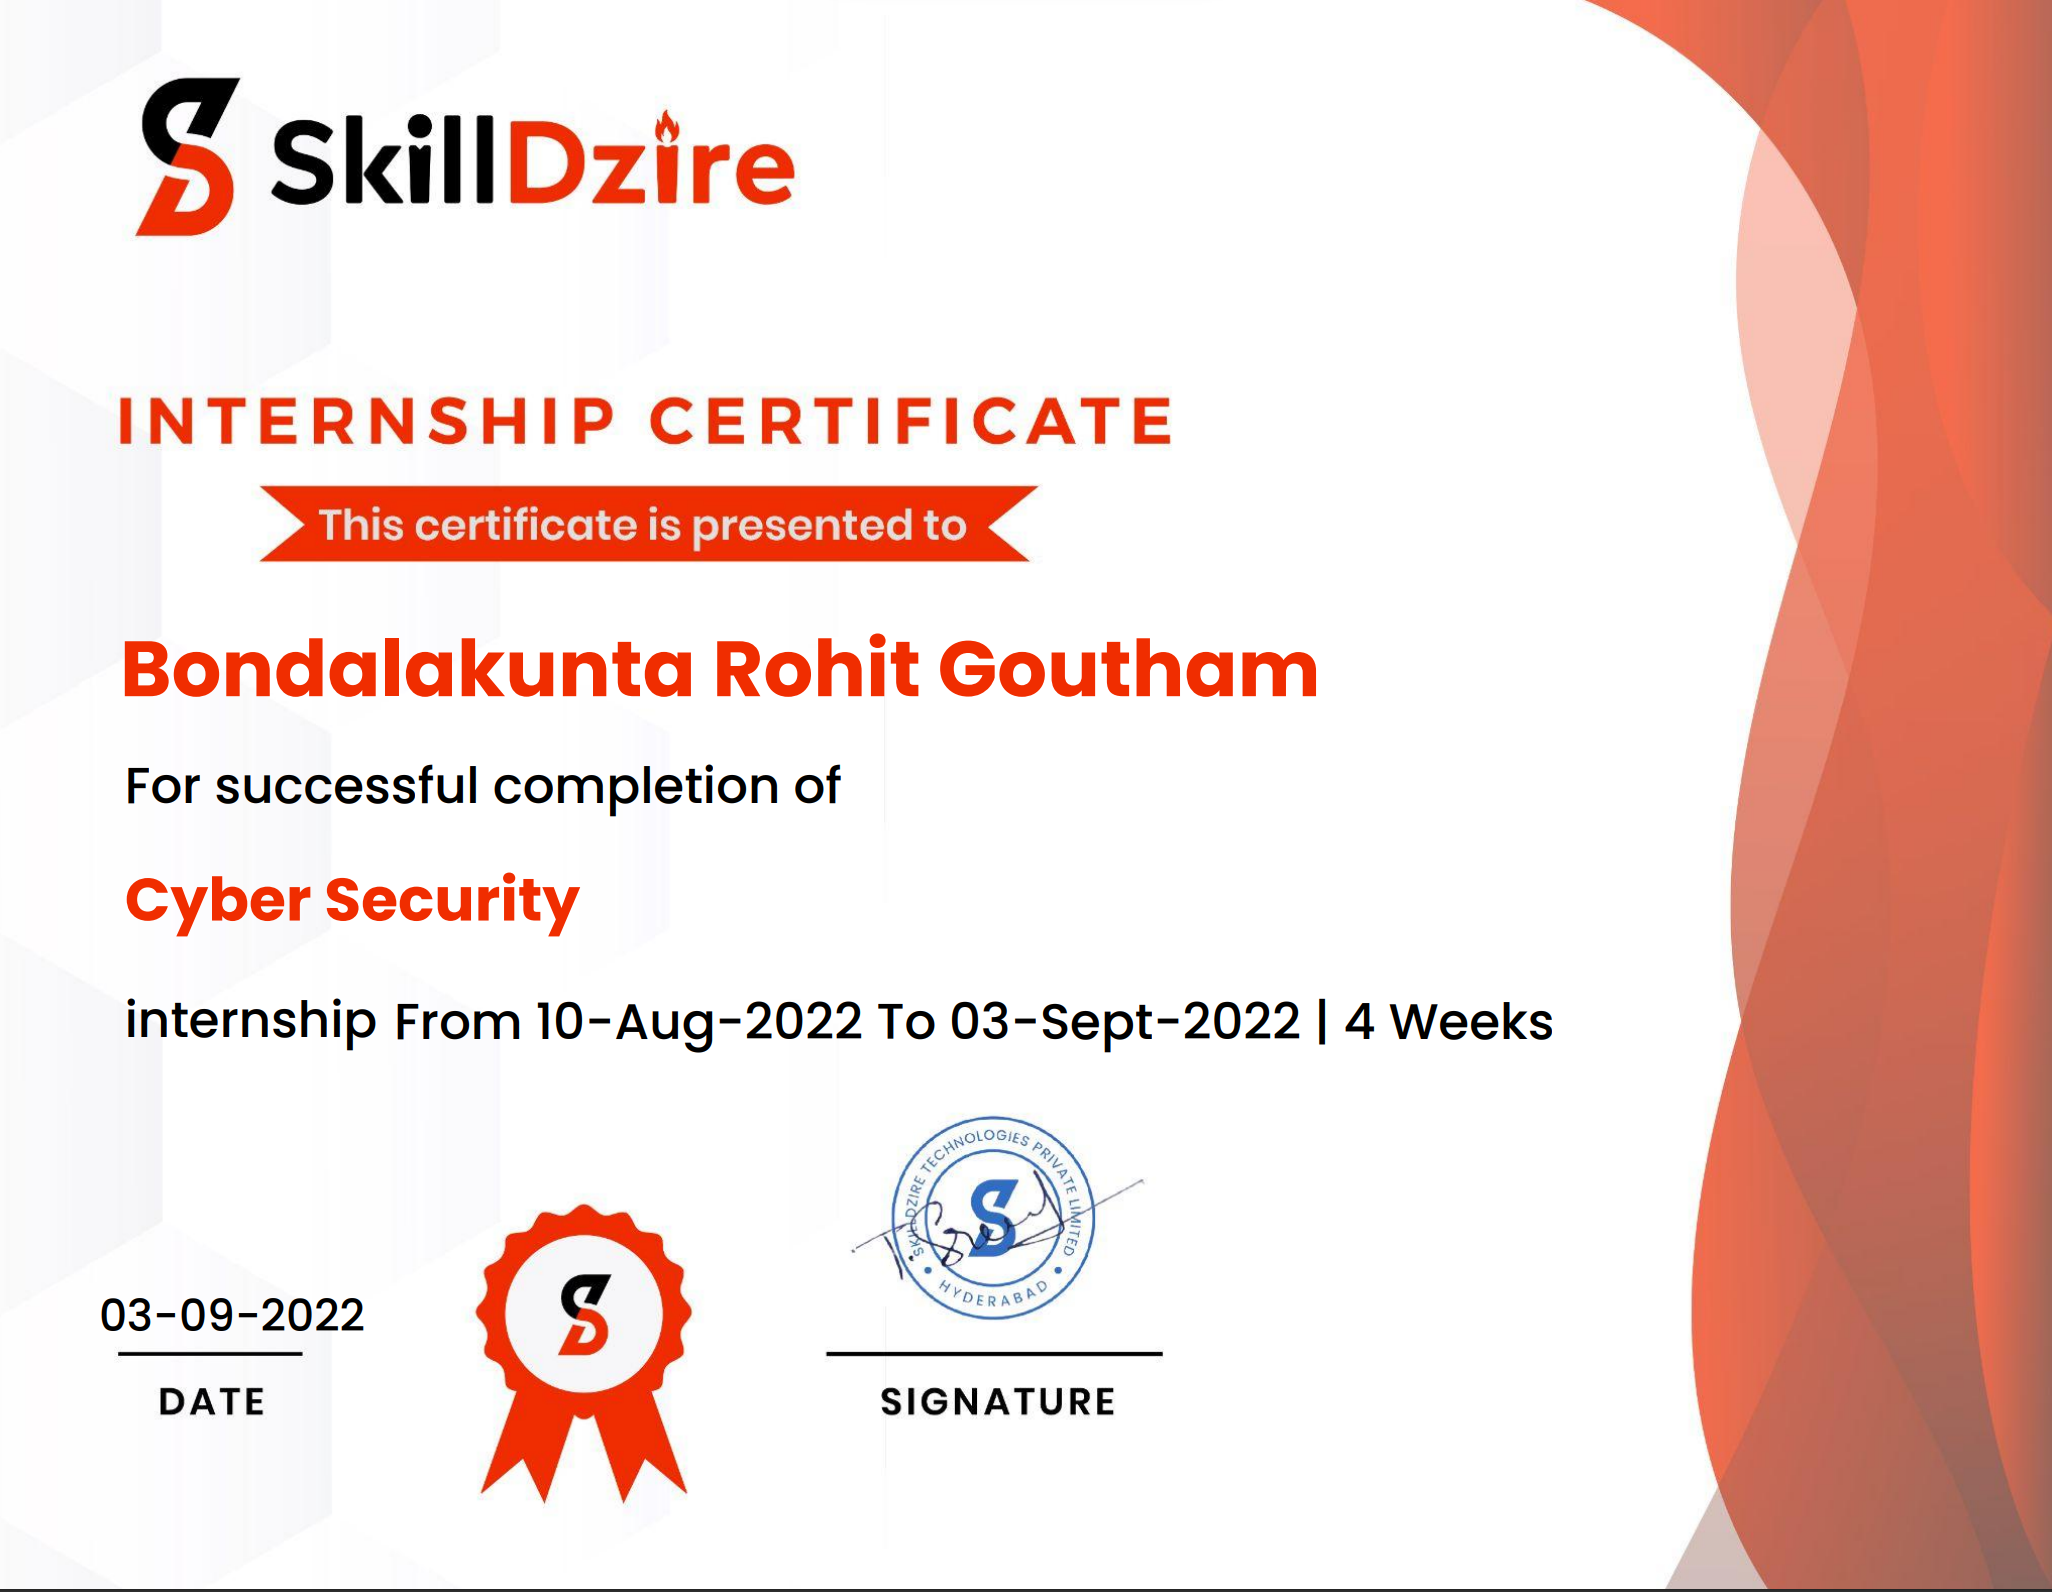 SkillDzire
INTERNSHIP CERTIFICATE
This certificate is presented to
Bondalakunta Rohit Goutham
For successful completion of
Cyber Security
internship From 10-Aug-2022 To 03-Sept-2022 | 4 Weeks
SKILLDZIRE TECHNOLOGIES PRIVATE LIMITED
HYDERABAD
03-09-2022
DATE
SIGNATURE